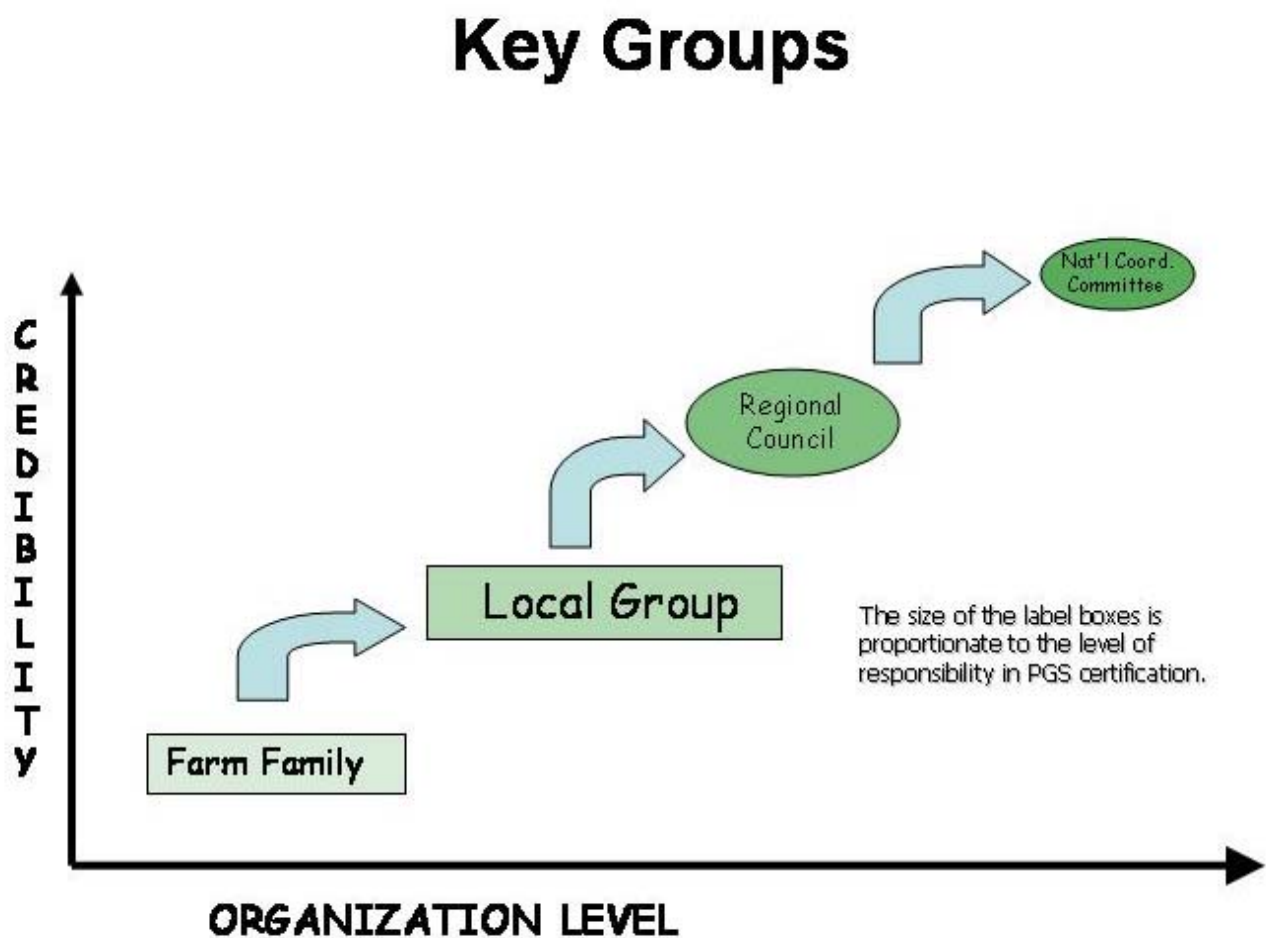 Key Groups
CREDIBILITY
Nat'l Coord.
Committee
Regional
Council
Local Group
The size of the label boxes is
proportionate to the level of
responsibility in PGS certification.
Farm Family
ORGANIZATION LEVEL